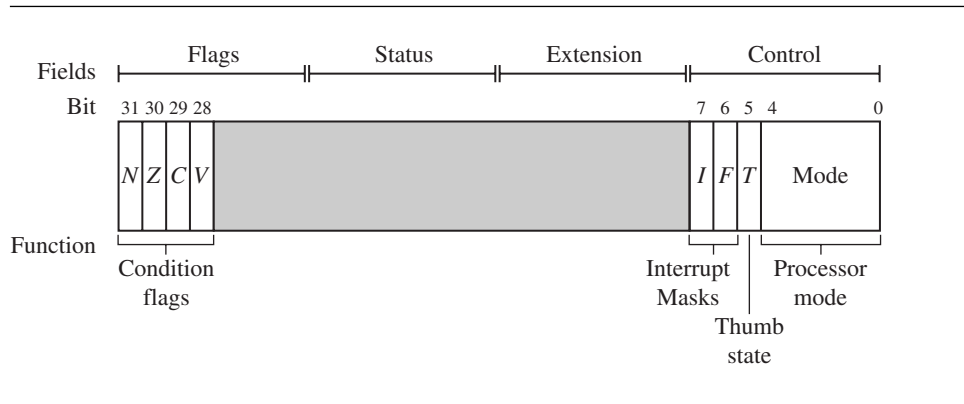 Fields Flags Status Extension Control
Bit 31 30 29 28 7 6 5 4 0
N Z C V I F T Mode
Function
Condition flags
Interrupt Masks
Processor mode
Thumb state